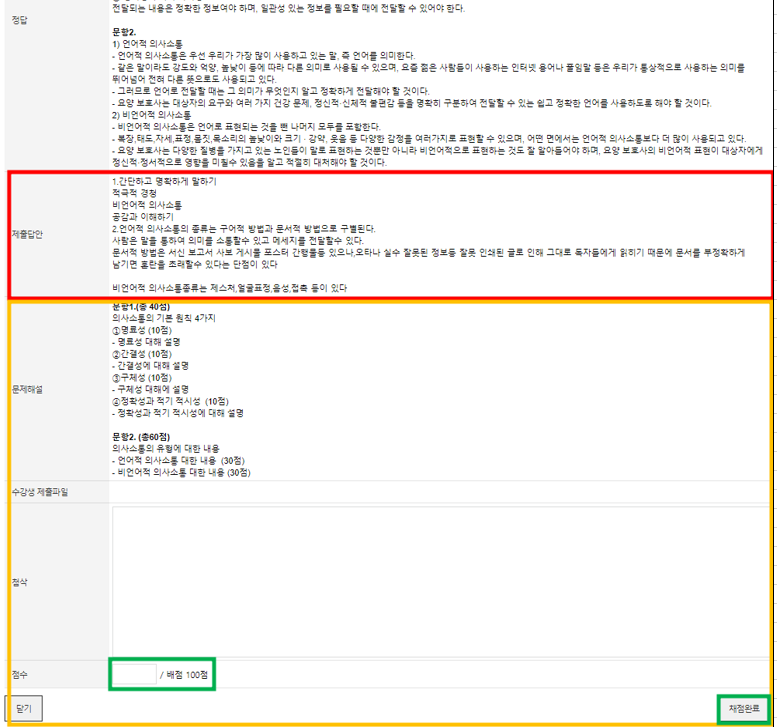 전달되는 내용은 정확한 정보여야 하며, 일관성 있는 정보를 필요할 때에 전달할 수 있어야 한다.
정답
문항2.
1) 언어적 의사소통
- 언어적 의사소통은 우선 우리가 가장 많이 사용하고 있는 말, 즉 언어를 의미한다.
- 같은 말이라도 강도와 억양, 높낮이 등에 따라 다른 의미로 사용될 수 있으며, 요즘 젊은 사람들이 사용하는 인터넷 용어나 줄임말 등은 우리가 통상적으로 사용하는 의미를
뛰어넘어 전혀 다른 뜻으로도 사용되고 있다.
- 그러므로 언어로 전달할 때는 그 의미가 무엇인지 알고 정확하게 전달해야 할 것이다.
- 요양 보호사는 대상자의 요구와 여러 가지 건강 문제, 정신적·신체적 불편감 등을 명확히 구분하여 전달할 수 있는 쉽고 정확한 언어를 사용하도록 해야 할 것이다.
2) 비언어적 의사소통
- 비언어적 의사소통은 언어로 표현되는 것을 뺀 나머지 모두를 포함한다.
- 복장,태도,자세,표정,몸짓,목소리의 높낮이와 크기·강약, 웃음 등 다양한 감정을 여러가지로 표현할 수 있으며, 어떤 면에서는 언어적 의사소통보다 더 많이 사용되고 있다.
- 요양 보호사는 다양한 질병을 가지고 있는 노인들이 말로 표현하는 것뿐만 아니라 비언어적으로 표현하는 것도 잘 알아들어야 하며, 요양 보호사의 비언어적 표현이 대상자에게
정신적·정서적으로 영향을 미칠수 있음을 알고 적절히 대처해야 할 것이다.
제출답안
1.간단하고 명확하게 말하기
적극적 경청
비언어적 의사소통
공감과 이해하기
2.언어적 의사소통의 종류는 구어적 방법과 문서적 방법으로 구별된다.
사람은 말을 통하여 의미를 소통할수 있고 메세지를 전달할수 있다.
문서적 방법은 서신 보고서 사보 게시물 포스터 간행물등 있으나,오타나 실수 잘못된 정보등 잘못 인쇄된 글로 인해 그대로 독자들에게 읽히기 때문에 문서를 부정확하게
남기면 혼란을 초래할수 있다는 단점이 있다
비언어적 의사소통종류는 제스처,얼굴표정,음성,접촉 등이 있다
문제해설
문항1.(총 40점)
의사소통의 기본 원칙 4가지
①명료성 (10점)
- 명료성 대해 설명
②간결성 (10점)
- 간결성에 대해 설명
③구체성 (10점)
- 구체성 대해에 설명
④정확성과 적기 적시성 (10점)
- 정확성과 적기 적시성에 대해 설명
문항2. (총60점)
의사소통의 유형에 대한 내용
- 언어적 의사소통 대한 내용 (30점)
- 비언어적 의사소통 대한 내용 (30점)
수강생 제출파일
첨삭
점수
/ 배점 100점
닫기
채점완료